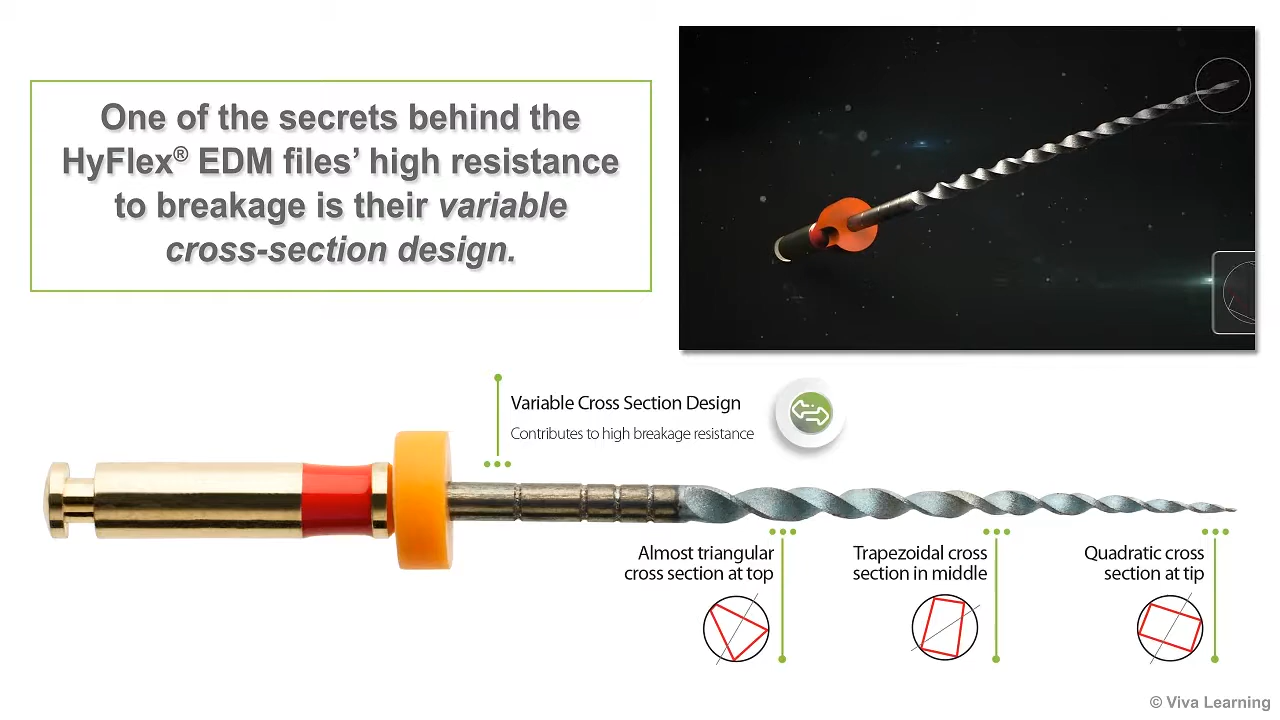 One of the secrets behind the
HyFlex® EDM files’ high resistance
to breakage is their variable
cross-section design.
Variable Cross Section Design
Contributes to high breakage resistance
Almost triangular
cross section at top
Trapezoidal cross
section in middle
Quadratic cross
section at tip
© Viva Learning